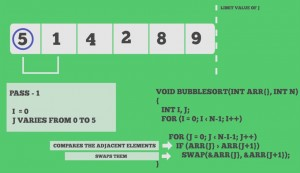 LIMIT VALUE OF J
5 1 4 2 8 9
PASS - 1
I = 0
J VARIES FROM 0 TO 5
VOID BUBBLESORT(INT ARR[], INT N)
{
INT I, J;
FOR (I = 0; I < N-1; I++)
FOR (J = 0; J < N-I-1; J++)
COMPARES THE ADJACENT ELEMENTS
IF (ARR[J] > ARR[J+1])
SWAPS THEM
SWAP(&ARR[J], &ARR[J+1]);
}